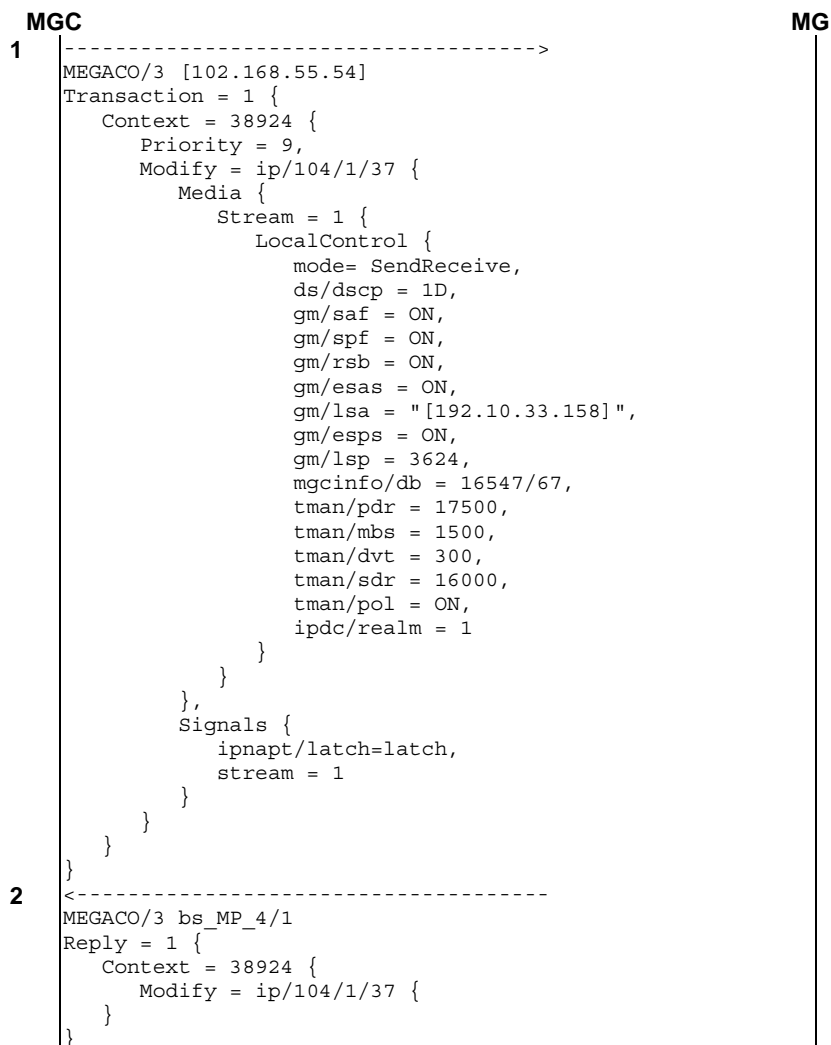 MGC MG
1 ------------------------------------->
MEGACO/3 [102.168.55.54]
Transaction = 1 {
   Context = 38924 {
      Priority = 9,
      Modify = ip/104/1/37 {
         Media {
            Stream = 1 {
               LocalControl {
                  mode= SendReceive,
                  ds/dscp = 1D,
                  gm/saf = ON,
                  gm/spf = ON,
                  gm/rsb = ON,
                  gm/esas = ON,
                  gm/lsa = "[192.10.33.158]",
                  gm/esps = ON,
                  gm/lsp = 3624,
                  mgcinfo/db = 16547/67,
                  tman/pdr = 17500,
                  tman/mbs = 1500,
                  tman/dvt = 300,
                  tman/sdr = 16000,
                  tman/pol = ON,
                  ipdc/realm = 1
               }
            }
         },
         Signals {
            ipnapt/latch=latch,
            stream = 1
         }
      }
   }
}
2 <-------------------------------------
MEGACO/3 bs_MP_4/1
Reply = 1 {
   Context = 38924 {
      Modify = ip/104/1/37 {
   }
}